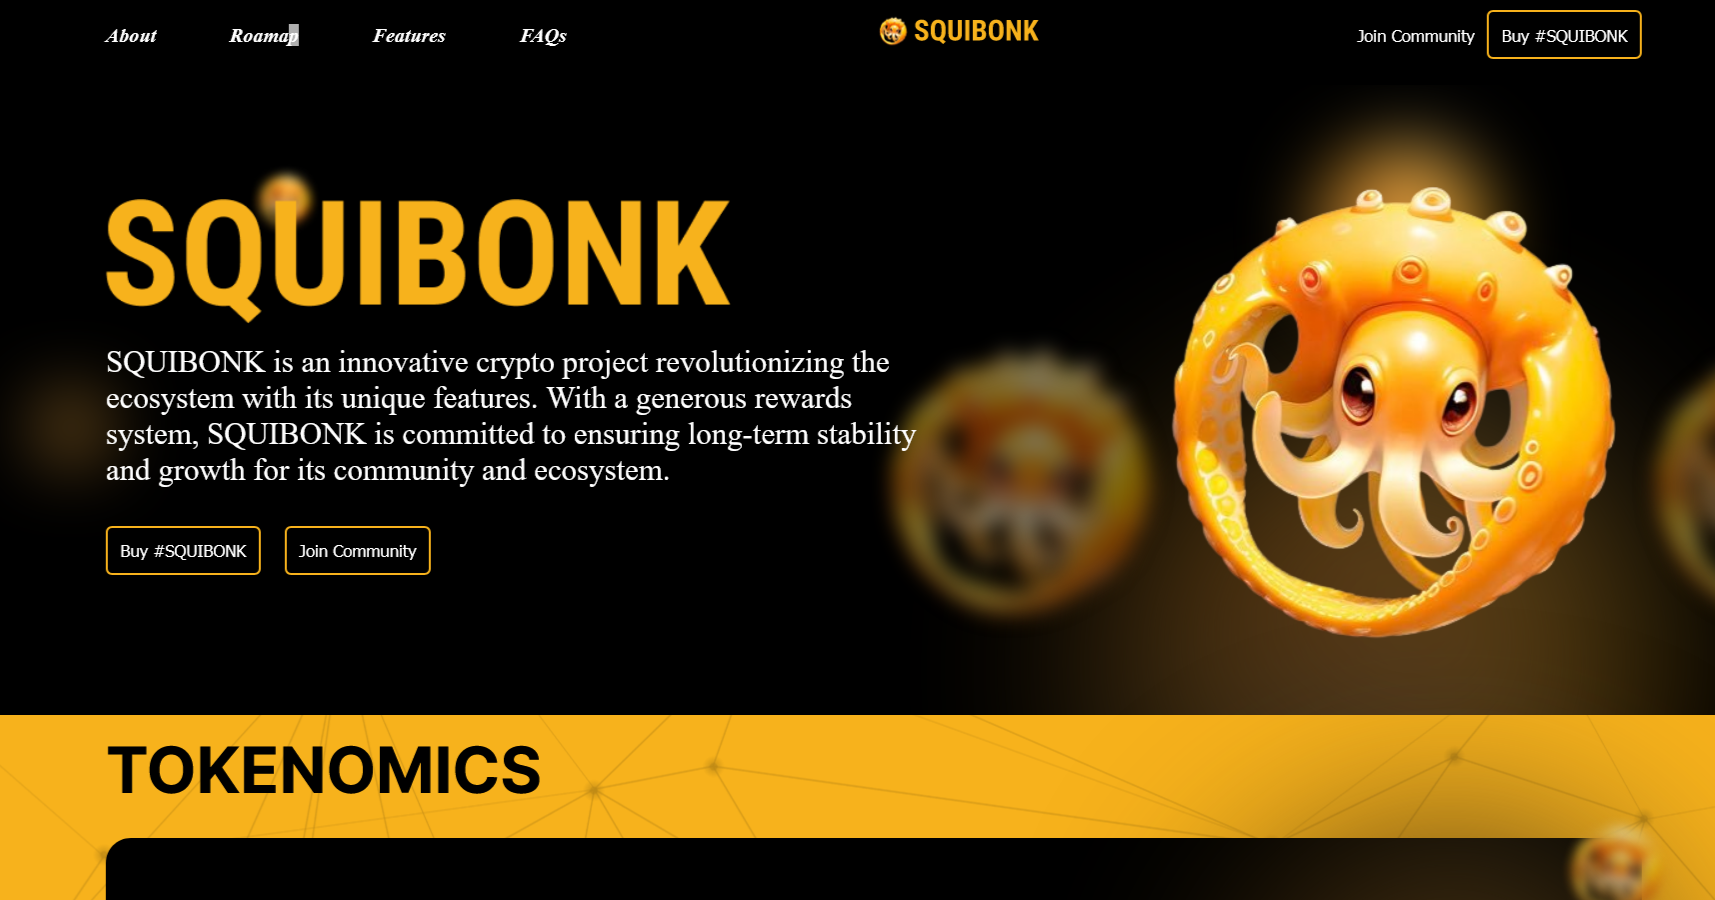 About
Roamap
Features
FAQs
SQUIBONK
Join Community
Buy #SQUIBONK
SQUIBONK
SQUIBONK is an innovative crypto project revolutionizing the
ecosystem with its unique features. With a generous rewards
system, SQUIBONK is committed to ensuring long-term stability
and growth for its community and ecosystem.
Buy #SQUIBONK
Join Community
TOKENOMICS